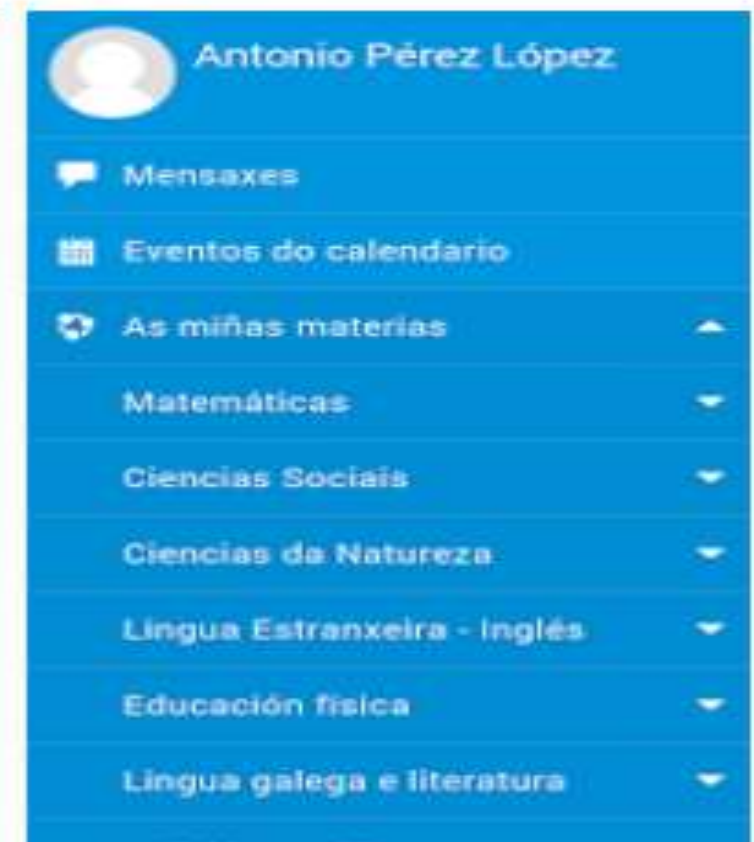 Antonio Pérez López
Mensaxes
Eventos do calendario
As miñas materias
Matemáticas
Ciencias Sociais
Ciencias da Natureza
Lingua Estranxeira - Inglés
Educación física
Lingua galega e literatura